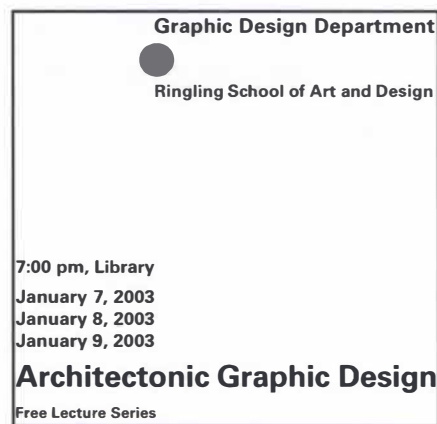 Graphic Design Department
Ringling School of Art and Design
7:00 pm, Library
January 7, 2003
January 8, 2003
January 9, 2003
Architectonic Graphic Design
Free Lecture Series